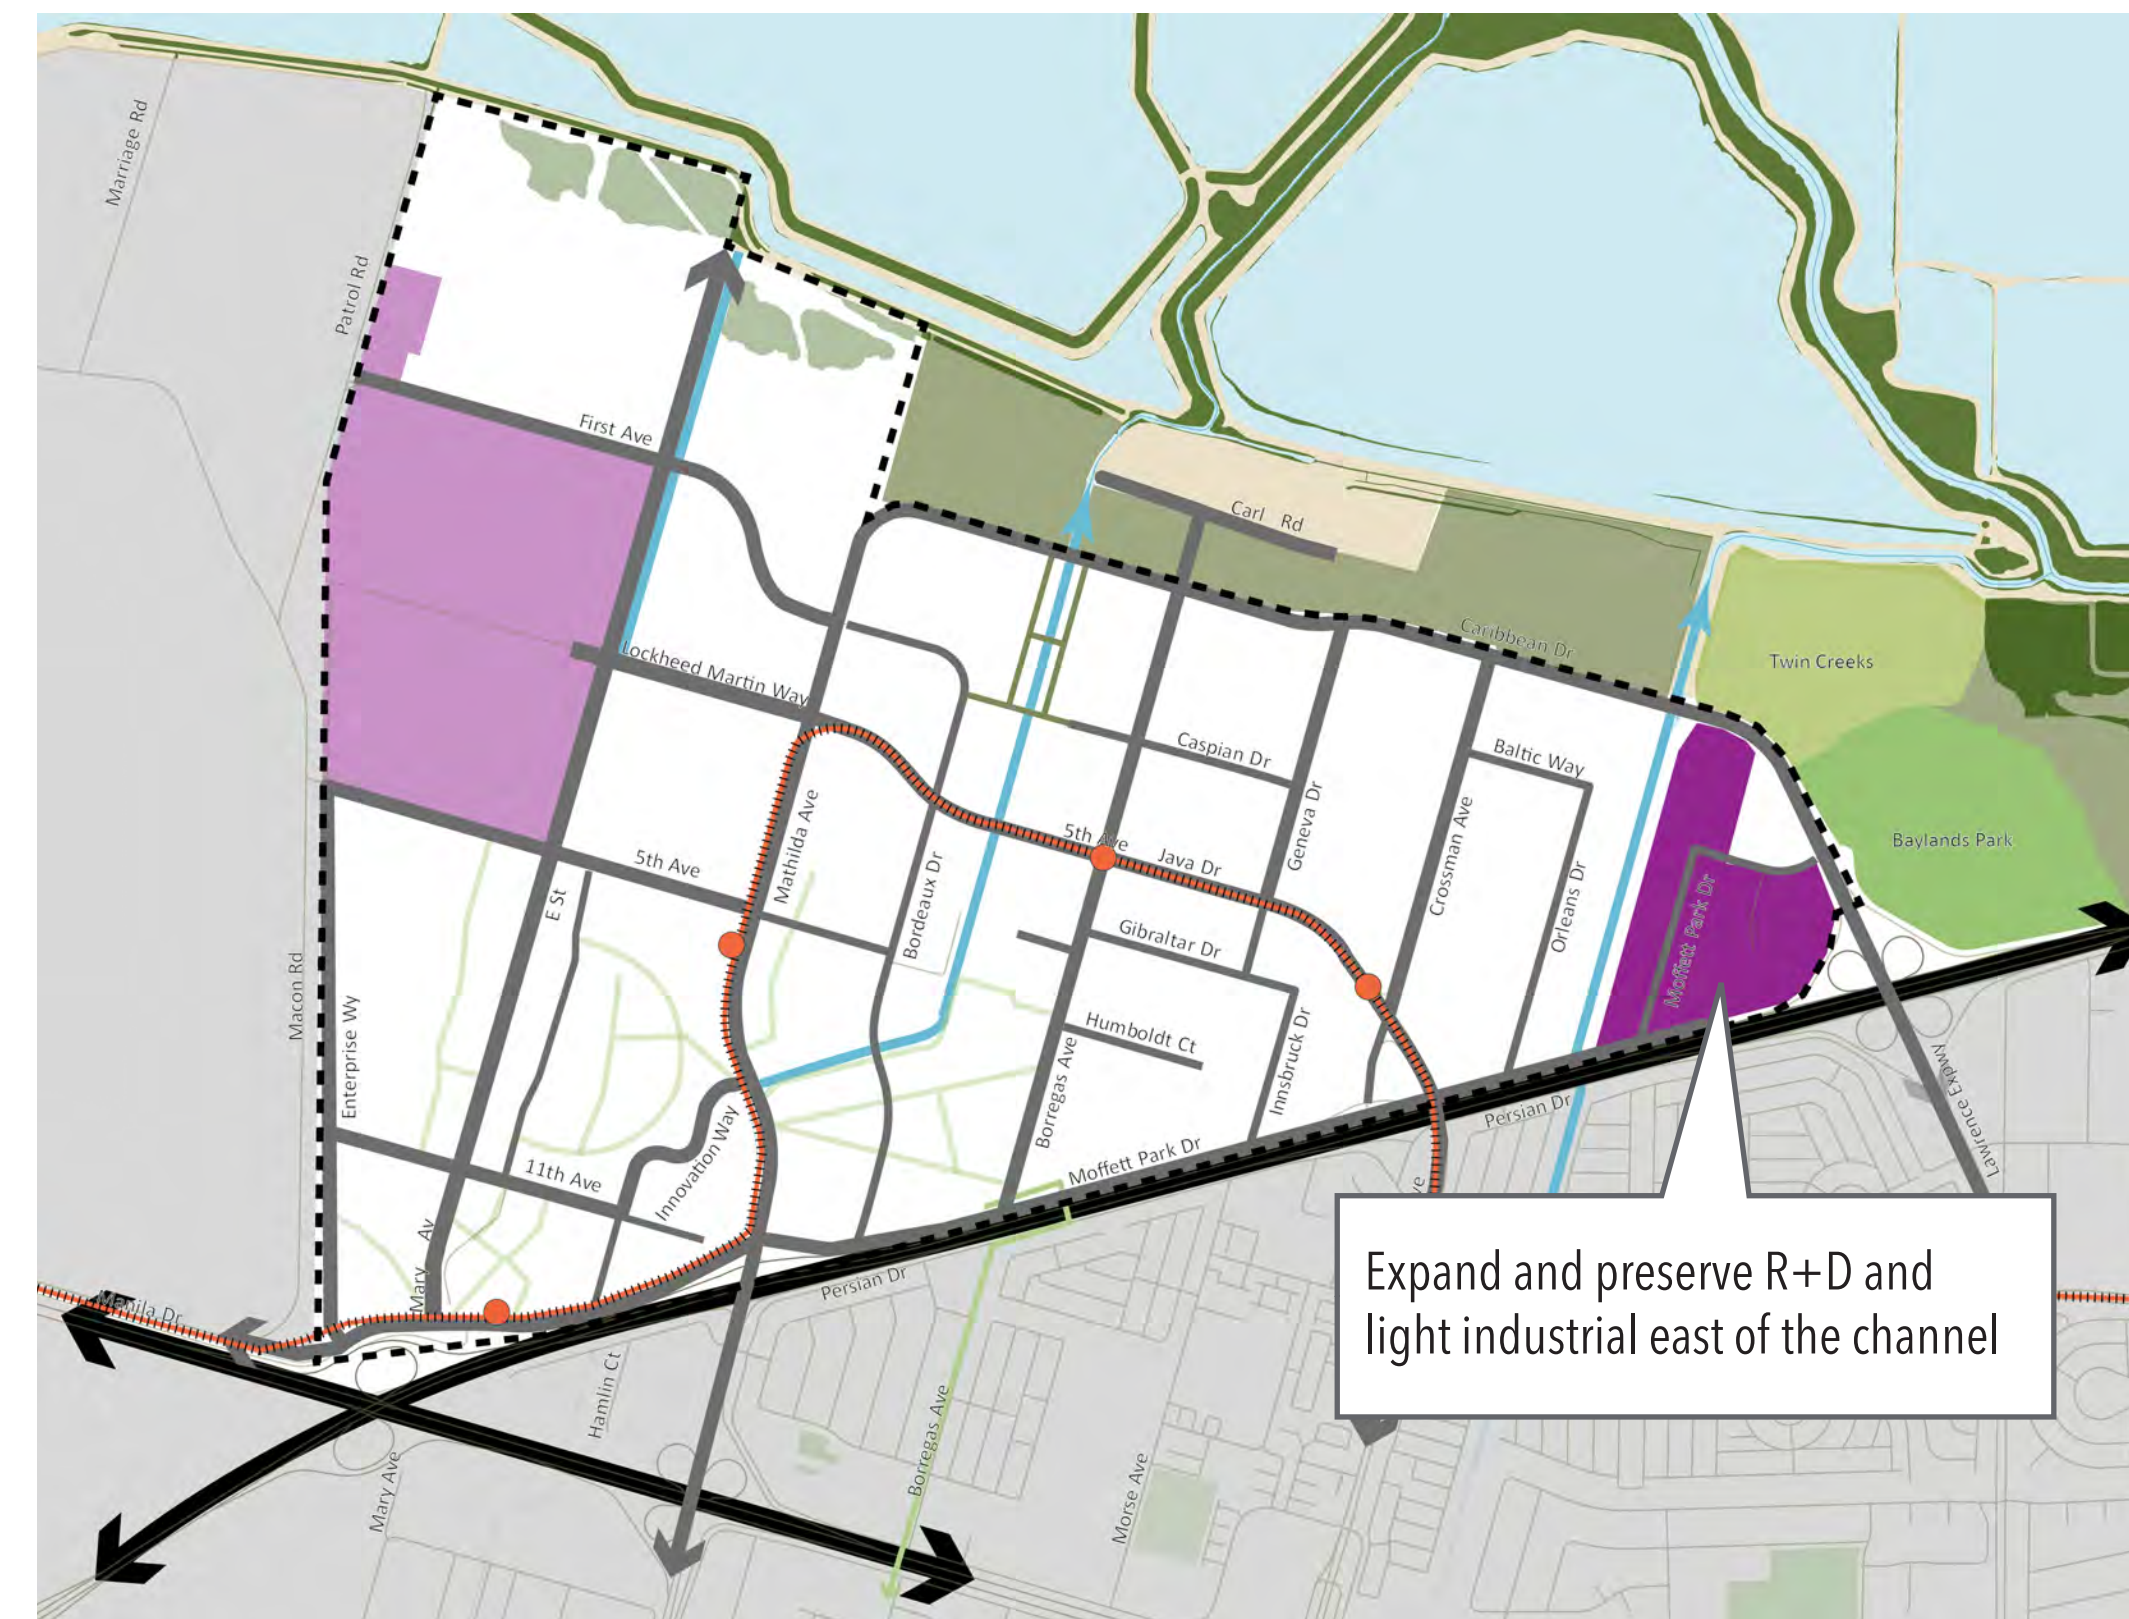 Marriage Rd
Patrol Rd
First Ave
Carl Rd
Caribbean Dr
Twin Creeks
Lockheed Martin Way
Caspian Dr
Baltic Way
Mathilda Ave
5th Ave
Java Dr
Geneva Dr
Crossman Ave
Baylands Park
5th Ave
E St
Bordeaux Dr
Orleans Dr
Moffett Park Dr
Gibraltar Dr
Macon Rd
Enterprise Wy
Humboldt Ct
Innsbruck Dr
Borregas Ave
Persian Dr
Lawrence Expwy
Innovation Way
11th Ave
Moffett Park Dr
ve
Mary Av
Manila Dr
Persian Dr
Expand and preserve R+D and
light industrial east of the channel
Hamlin Ct
Borregas Ave
Mary Ave
Morse Ave